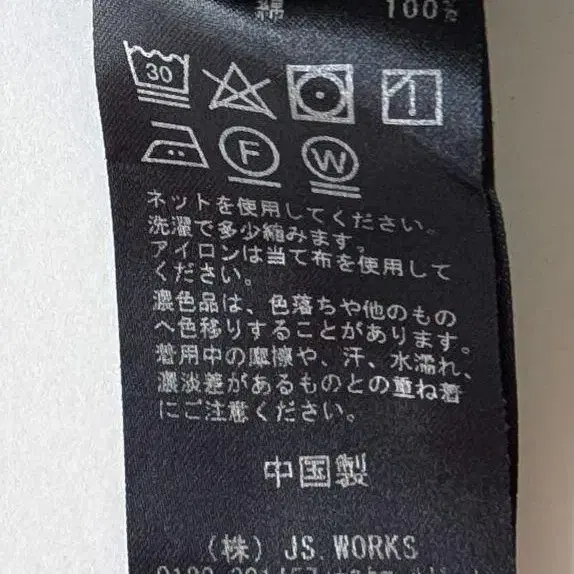 綿 100%
30
F W
ネットを使用してください。
洗濯で多少縮みます。
アイロンは当て布を使用して
ください。
濃色品は、色落ちや他のもの
へ色移りすることがあります。
着用中の摩擦や、汗、水濡れ、
濃淡差があるものとの重ね着
にご注意ください。
中国製
(株) JS.WORKS